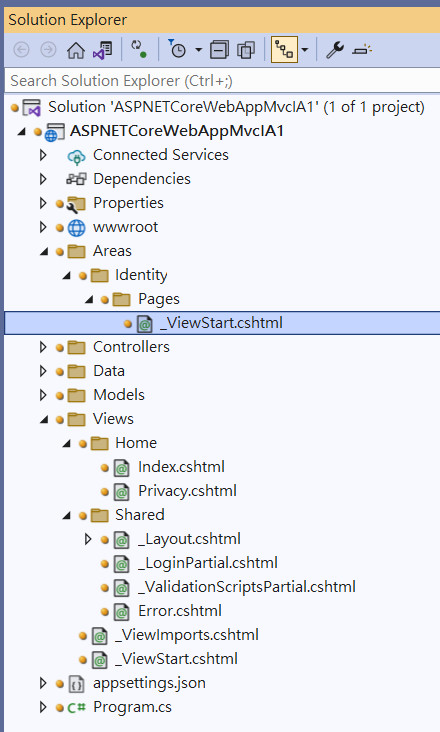 Solution Explorer
Search Solution Explorer (Ctrl+;)
Solution 'ASPNETCoreWebAppMvcIA1' (1 of 1 project)
ASPNETCoreWebAppMvcIA1
Connected Services
Dependencies
Properties
wwwroot
Areas
Identity
Pages
_ViewStart.cshtml
Controllers
Data
Models
Views
Home
Index.cshtml
Privacy.cshtml
Shared
_Layout.cshtml
_LoginPartial.cshtml
_ValidationScriptsPartial.cshtml
Error.cshtml
_ViewImports.cshtml
_ViewStart.cshtml
appsettings.json
C# Program.cs